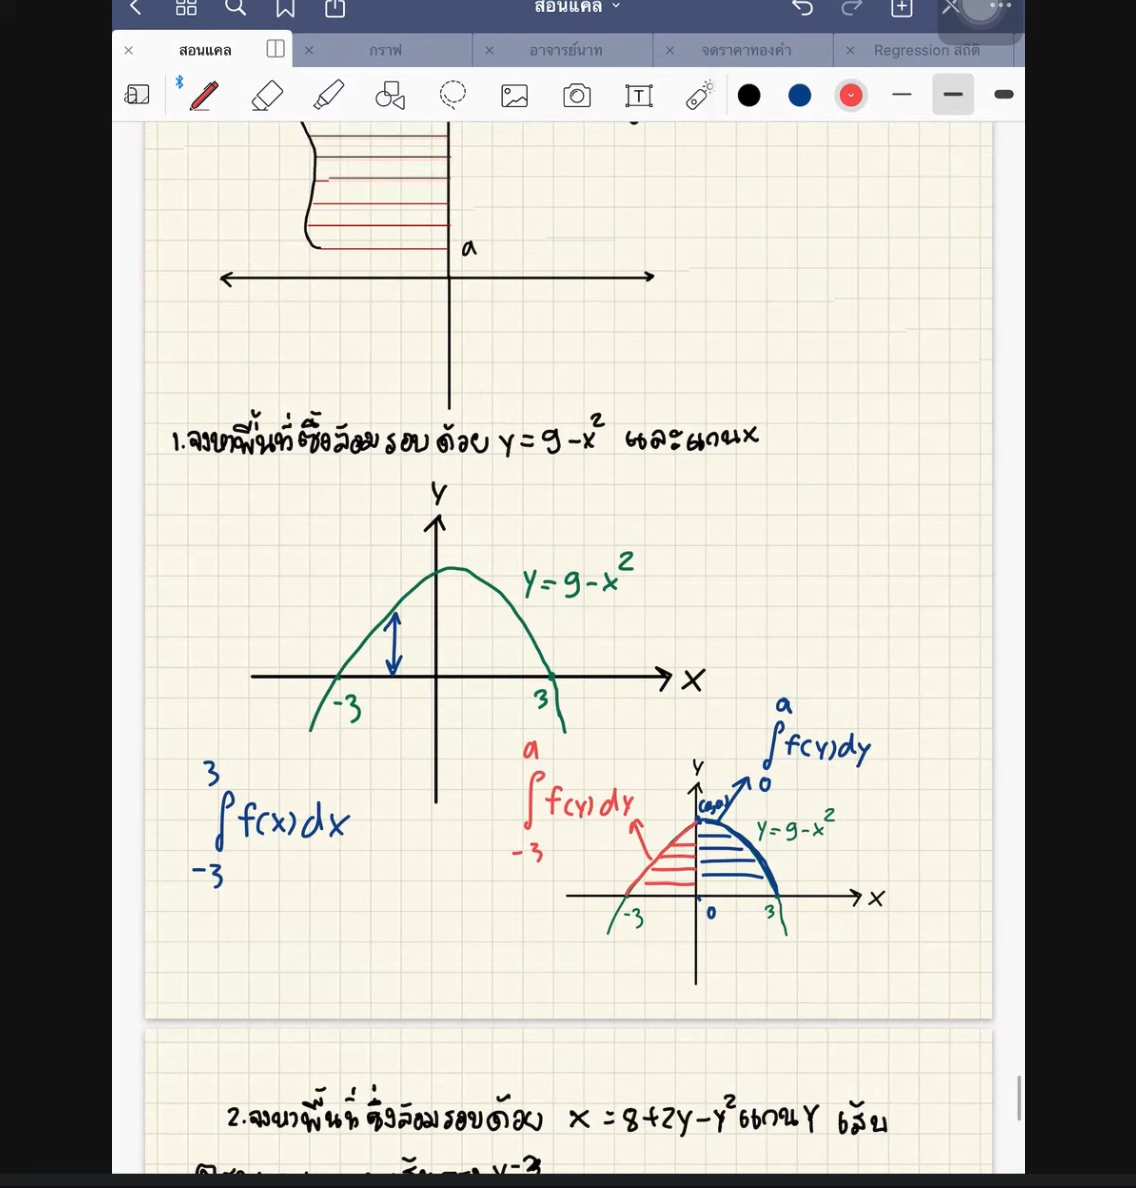 สอนแคล
สอนแคล
กราฟ
อาจารย์นาท
จดราคาทองคำ
Regression สถิติ
a
1.จงหาพื้นที่ซึ่งล้อมรอบด้วย y = 9 - x² และแกนx
Y
y = 9 - x²
X
-3
3
3
∫ f(x) dx
-3
a
∫ f(y) dy
-3
a
∫ f(y) dy
0
Y
y = 9 - x²
X
-3
0
3
2.จงหาพื้นที่ซึ่งล้อมรอบด้วย x = 8+2y-y² แกนY เส้น